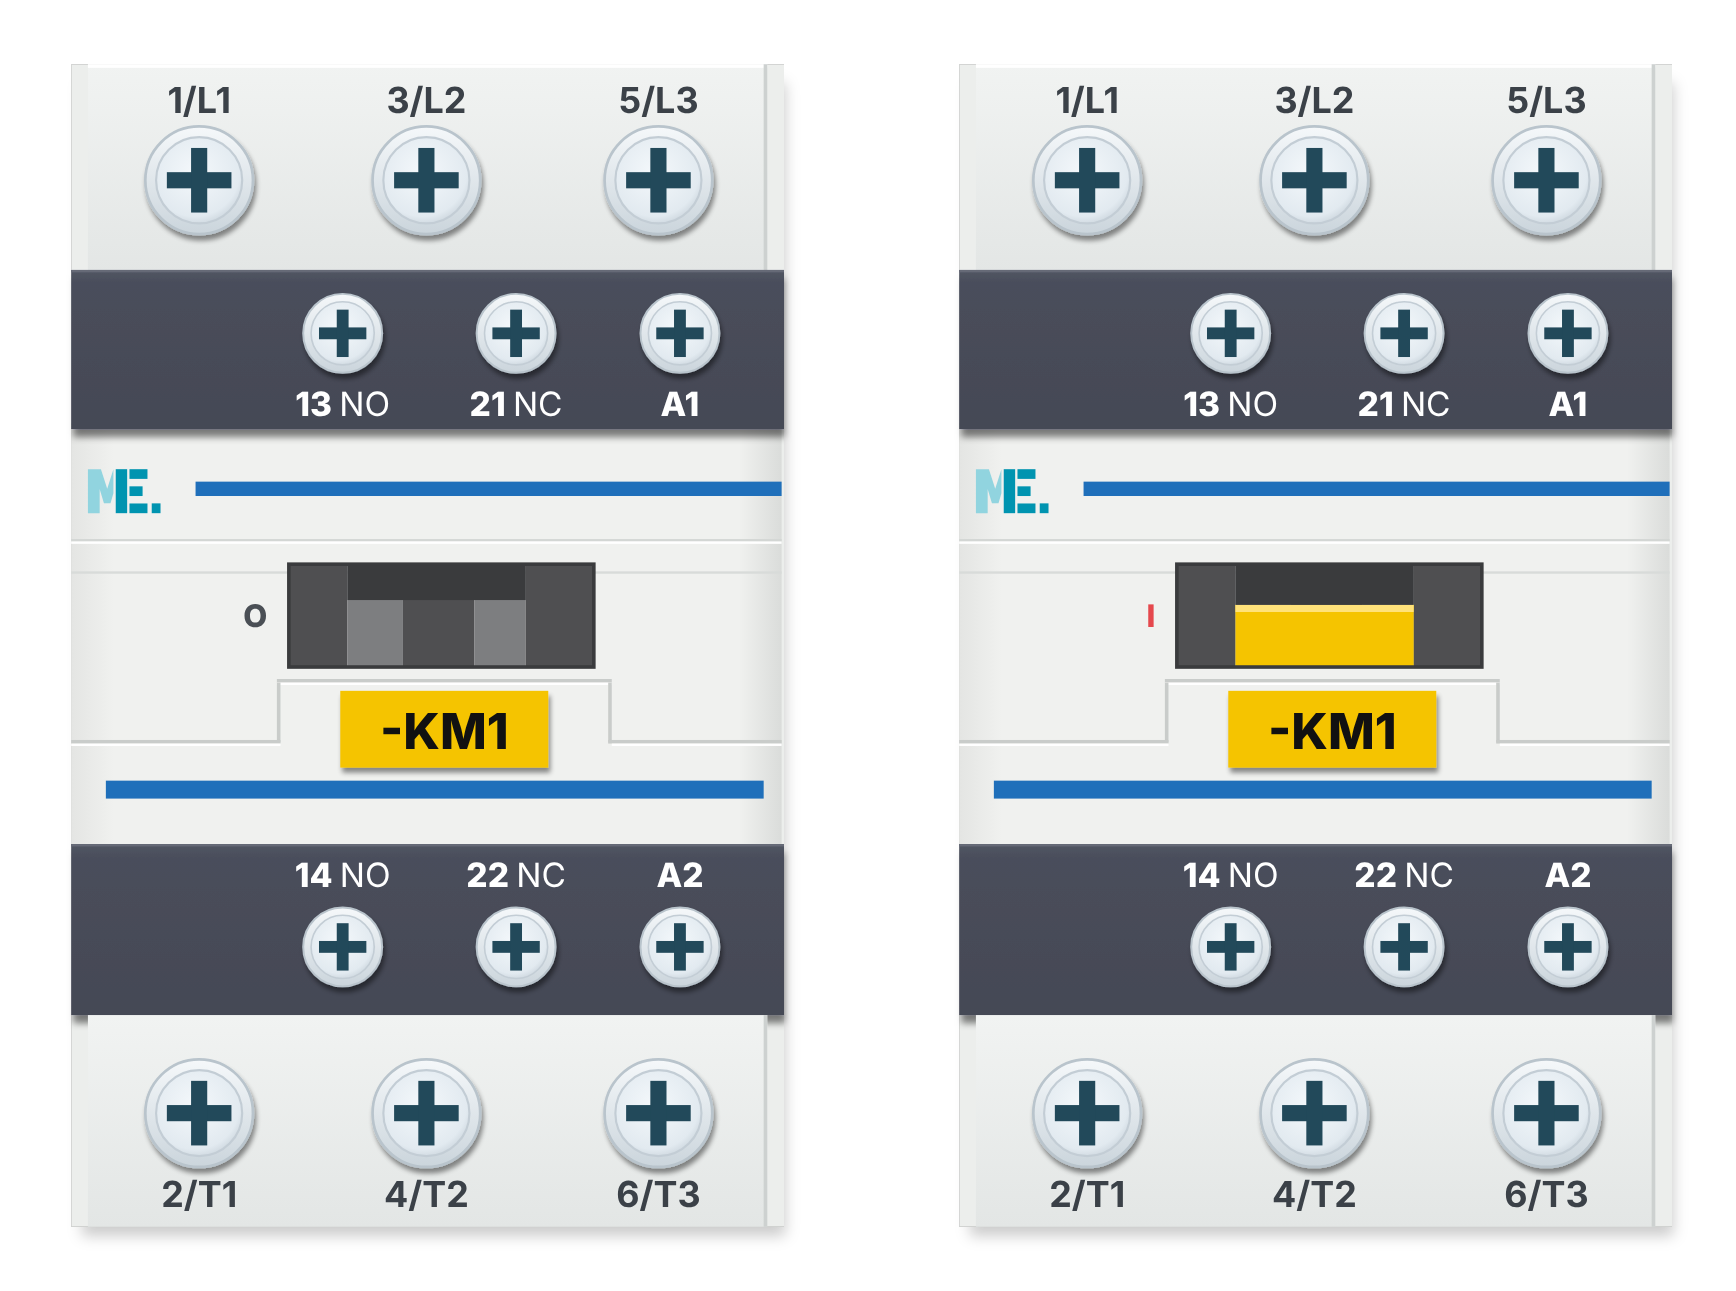 1/L1 3/L2 5/L3
13 NO 21 NC A1
ME.
O
-KM1
14 NO 22 NC A2
2/T1 4/T2 6/T3
1/L1 3/L2 5/L3
13 NO 21 NC A1
ME.
I
-KM1
14 NO 22 NC A2
2/T1 4/T2 6/T3